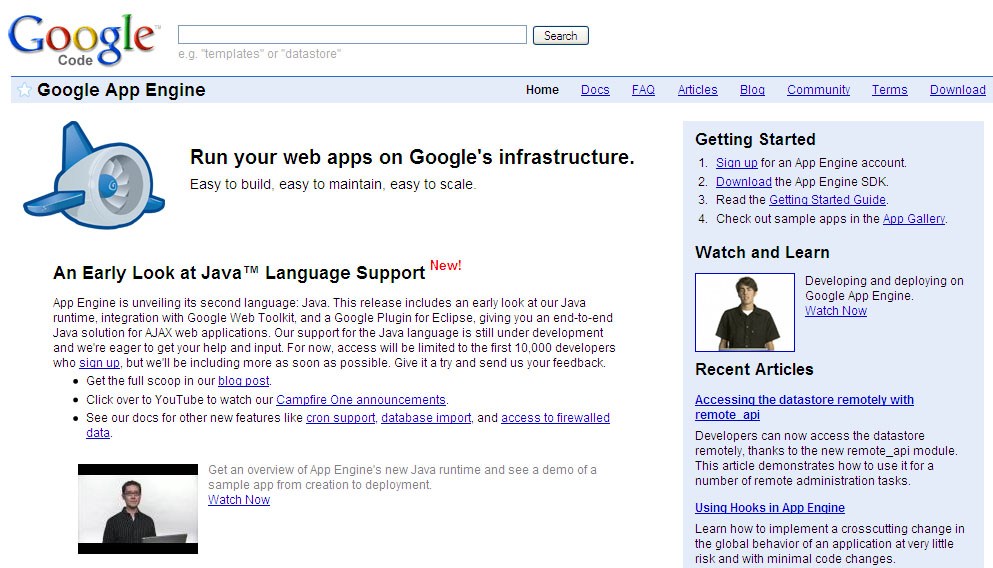 Google™
Code
Search
e.g. "templates" or "datastore"
Google App Engine
Home Docs FAQ Articles Blog Community Terms Download
Run your web apps on Google's infrastructure.
Easy to build, easy to maintain, easy to scale.
An Early Look at Java™ Language Support New!
App Engine is unveiling its second language: Java. This release includes an early look at our Java
runtime, integration with Google Web Toolkit, and a Google Plugin for Eclipse, giving you an end-to-end
Java solution for AJAX web applications. Our support for the Java language is still under development
and we're eager to get your help and input. For now, access will be limited to the first 10,000 developers
who sign up, but we'll be including more as soon as possible. Give it a try and send us your feedback.
• Get the full scoop in our blog post.
• Click over to YouTube to watch our Campfire One announcements.
• See our docs for other new features like cron support, database import, and access to firewalled
data.
Get an overview of App Engine's new Java runtime and see a demo of a
sample app from creation to deployment.
Watch Now
Getting Started
1. Sign up for an App Engine account.
2. Download the App Engine SDK.
3. Read the Getting Started Guide.
4. Check out sample apps in the App Gallery.
Watch and Learn
Developing and deploying on
Google App Engine.
Watch Now
Recent Articles
Accessing the datastore remotely with
remote_api
Developers can now access the datastore
remotely, thanks to the new remote_api module.
This article demonstrates how to use it for a
number of remote administration tasks.
Using Hooks in App Engine
Learn how to implement a crosscutting change in
the global behavior of an application at very little
risk and with minimal code changes.